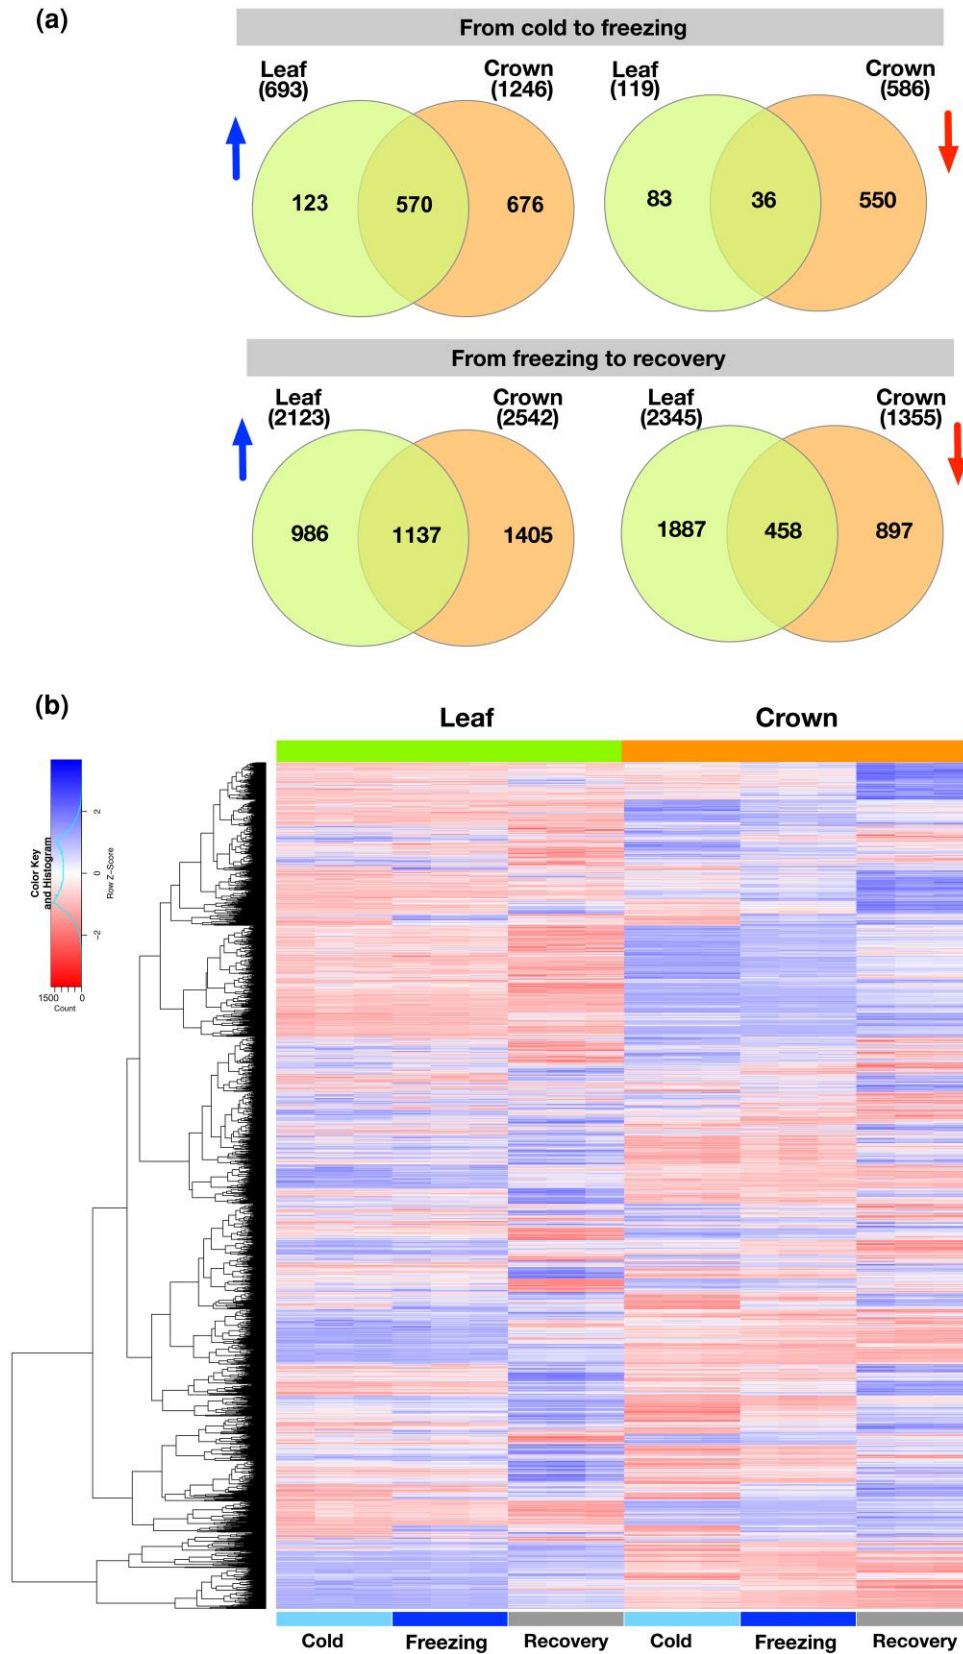 (a)
From cold to freezing
Leaf
(693)
Crown
(1246)
Leaf
(119)
Crown
(586)
123
570
676
83
36
550
From freezing to recovery
Leaf
(2123)
Crown
(2542)
Leaf
(2345)
Crown
(1355)
986
1137
1405
1887
458
897
(b)
Leaf
Crown
Color Key
and Histogram
2
0
-2
Row Z-Score
1500
0
Count
Cold
Freezing
Recovery
Cold
Freezing
Recovery